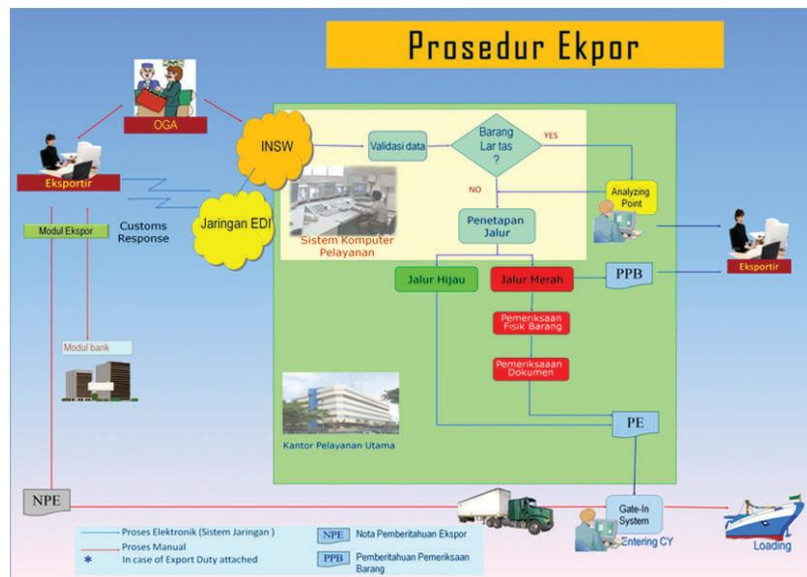 Prosedur Ekpor
OGA
Eksportir
INSW
Validasi data
Barang
Lar tas
?
YES
NO
Analyzing
Point
Modul Ekspor
Customs
Response
Jaringan EDI
Sistem Komputer
Pelayanan
Penetapan
Jalur
Jalur Hijau
Jalur Merah
PPB
Eksportir
Pemeriksaan
Fisik Barang
Modul bank
Pemeriksaaan
Dokumen
Kantor Pelayanan Utama
PE
NPE
Gate-In
System
Entering CY
Loading
Proses Elektronik (Sistem Jaringan )
Proses Manual
* In case of Export Duty attached
NPE Nota Pemberitahuan Ekspor
PPB Pemberitahuan Pemeriksaan
Barang